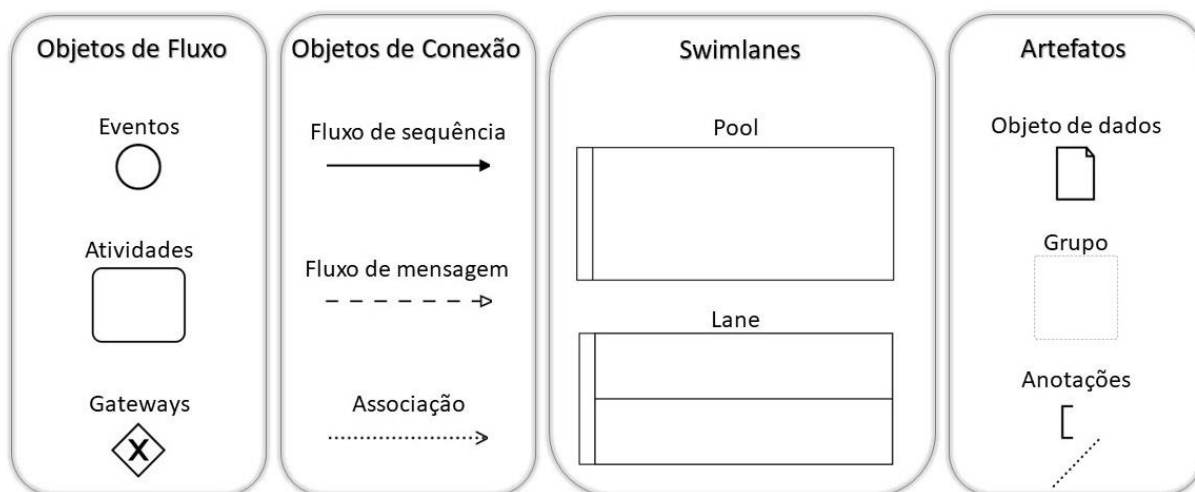 Objetos de Fluxo
Eventos
Atividades
Gateways
X
Objetos de Conexão
Fluxo de sequência
Fluxo de mensagem
Associação
Swimlanes
Pool
Lane
Artefatos
Objeto de dados
Grupo
Anotações